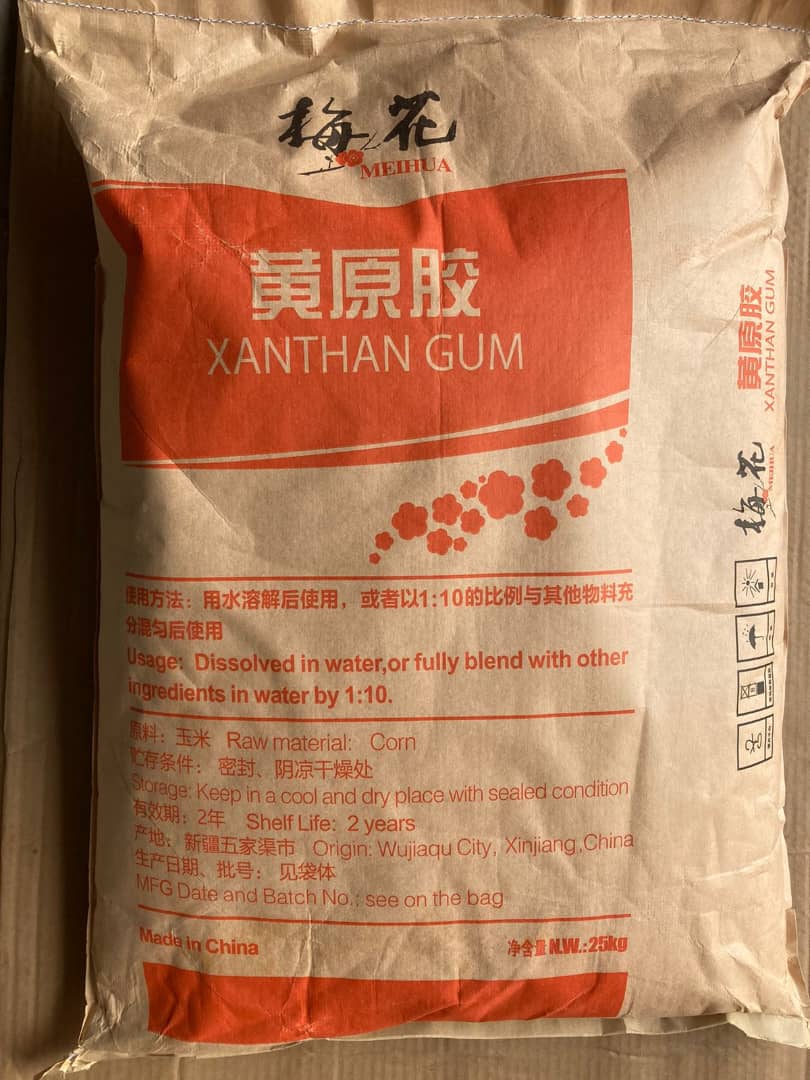 梅花
MEIHUA
黄原胶
XANTHAN GUM
使用方法：用水溶解后使用，或者以1:10的比例与其他物料充
分混匀后使用
Usage: Dissolved in water,or fully blend with other
ingredients in water by 1:10.
原料：玉米 Raw material: Corn
贮存条件：密封、阴凉干燥处
Storage: Keep in a cool and dry place with sealed condition
有效期：2年 Shelf Life: 2 years
产地：新疆五家渠市 Origin: Wujiaqu City, Xinjiang,China
生产日期、批号：见袋体
MFG Date and Batch No.: see on the bag
Made in China
净含量 N.W.:25kg
黄原胶
XANTHAN GUM
梅花
MEIHUA